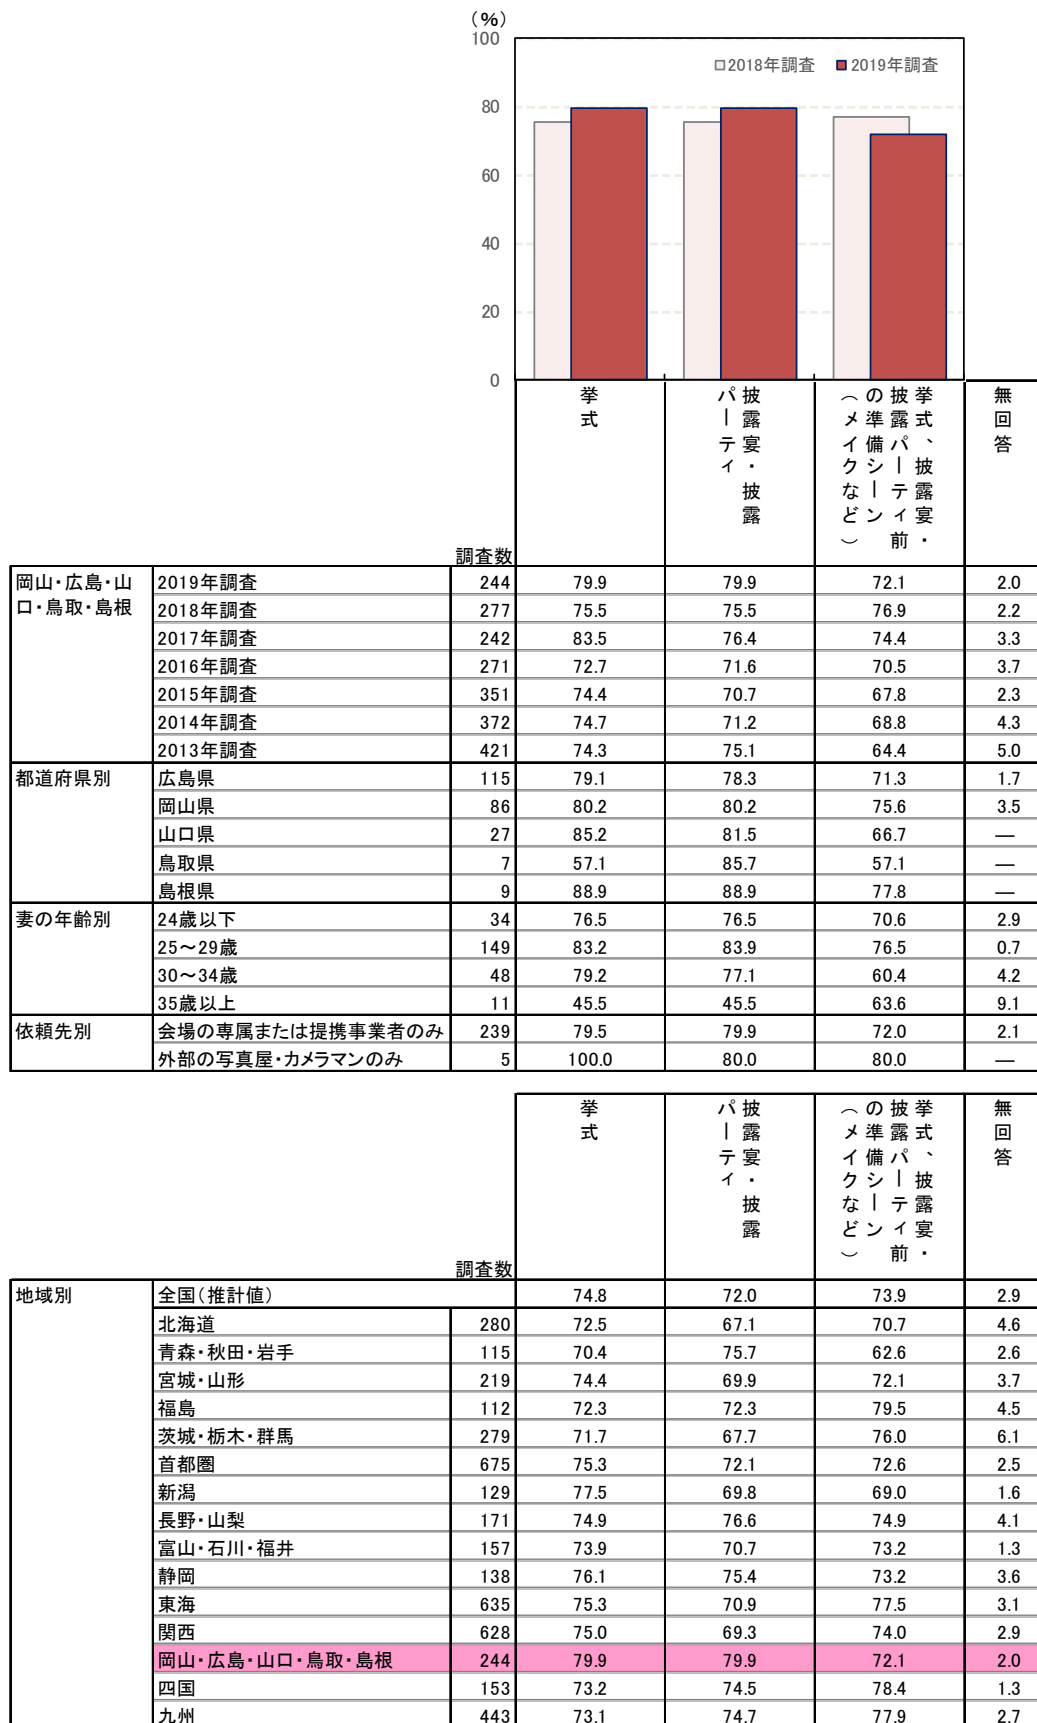 (%)
100
80
60
40
20
0
2018年調査 2019年調査
挙式
披露宴・披露パーティ
挙式、披露宴・披露パーティ前の準備シーン(メイクなど)
無回答
調査数
岡山・広島・山口・鳥取・島根
2019年調査 244 79.9 79.9 72.1 2.0
2018年調査 277 75.5 75.5 76.9 2.2
2017年調査 242 83.5 76.4 74.4 3.3
2016年調査 271 72.7 71.6 70.5 3.7
2015年調査 351 74.4 70.7 67.8 2.3
2014年調査 372 74.7 71.2 68.8 4.3
2013年調査 421 74.3 75.1 64.4 5.0
都道府県別
広島県 115 79.1 78.3 71.3 1.7
岡山県 86 80.2 80.2 75.6 3.5
山口県 27 85.2 81.5 66.7 ―
鳥取県 7 57.1 85.7 57.1 ―
島根県 9 88.9 88.9 77.8 ―
妻の年齢別
24歳以下 34 76.5 76.5 70.6 2.9
25~29歳 149 83.2 83.9 76.5 0.7
30~34歳 48 79.2 77.1 60.4 4.2
35歳以上 11 45.5 45.5 63.6 9.1
依頼先別
会場の専属または提携事業者のみ 239 79.5 79.9 72.0 2.1
外部の写真屋・カメラマンのみ 5 100.0 80.0 80.0 ―
挙式
披露宴・披露パーティ
挙式、披露宴・披露パーティ前の準備シーン(メイクなど)
無回答
調査数
地域別
全国(推計値) 74.8 72.0 73.9 2.9
北海道 280 72.5 67.1 70.7 4.6
青森・秋田・岩手 115 70.4 75.7 62.6 2.6
宮城・山形 219 74.4 69.9 72.1 3.7
福島 112 72.3 72.3 79.5 4.5
茨城・栃木・群馬 279 71.7 67.7 76.0 6.1
首都圏 675 75.3 72.1 72.6 2.5
新潟 129 77.5 69.8 69.0 1.6
長野・山梨 171 74.9 76.6 74.9 4.1
富山・石川・福井 157 73.9 70.7 73.2 1.3
静岡 138 76.1 75.4 73.2 3.6
東海 635 75.3 70.9 77.5 3.1
関西 628 75.0 69.3 74.0 2.9
岡山・広島・山口・鳥取・島根 244 79.9 79.9 72.1 2.0
四国 153 73.2 74.5 78.4 1.3
九州 443 73.1 74.7 77.9 2.7